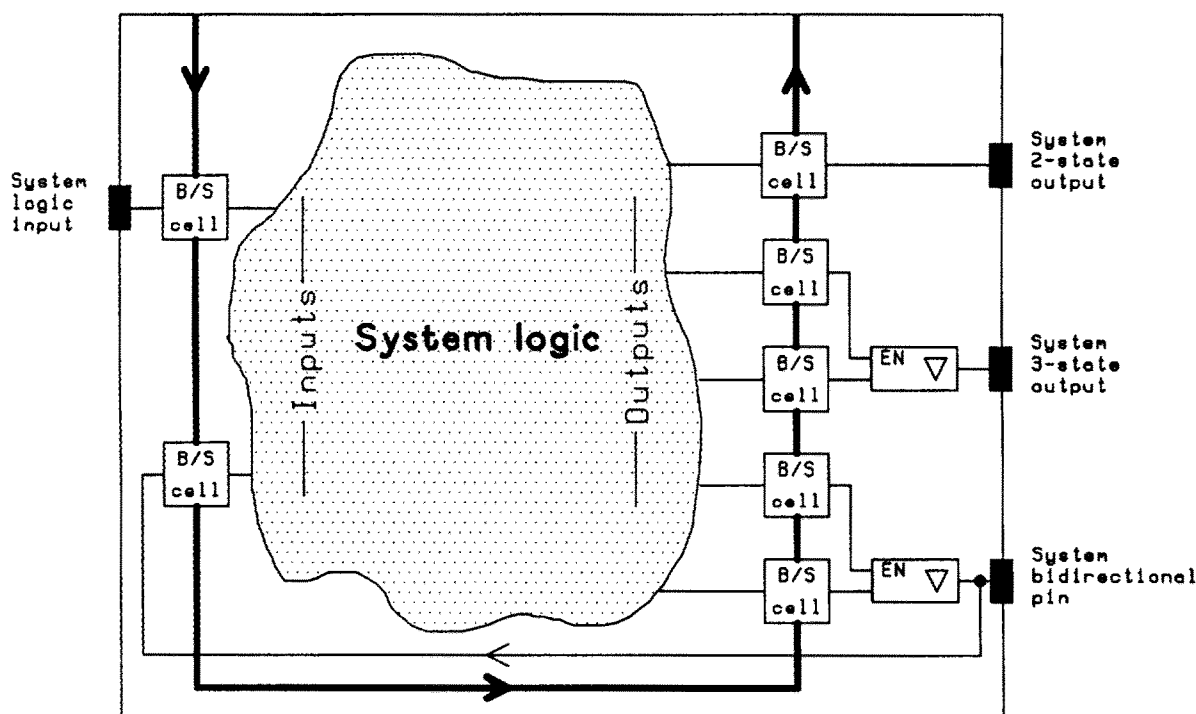 System
logic
input
B/S
cell
B/S
cell
Inputs
System logic
Outputs
B/S
cell
B/S
cell
B/S
cell
B/S
cell
B/S
cell
EN
EN
System
2-state
output
System
3-state
output
System
bidirectional
pin